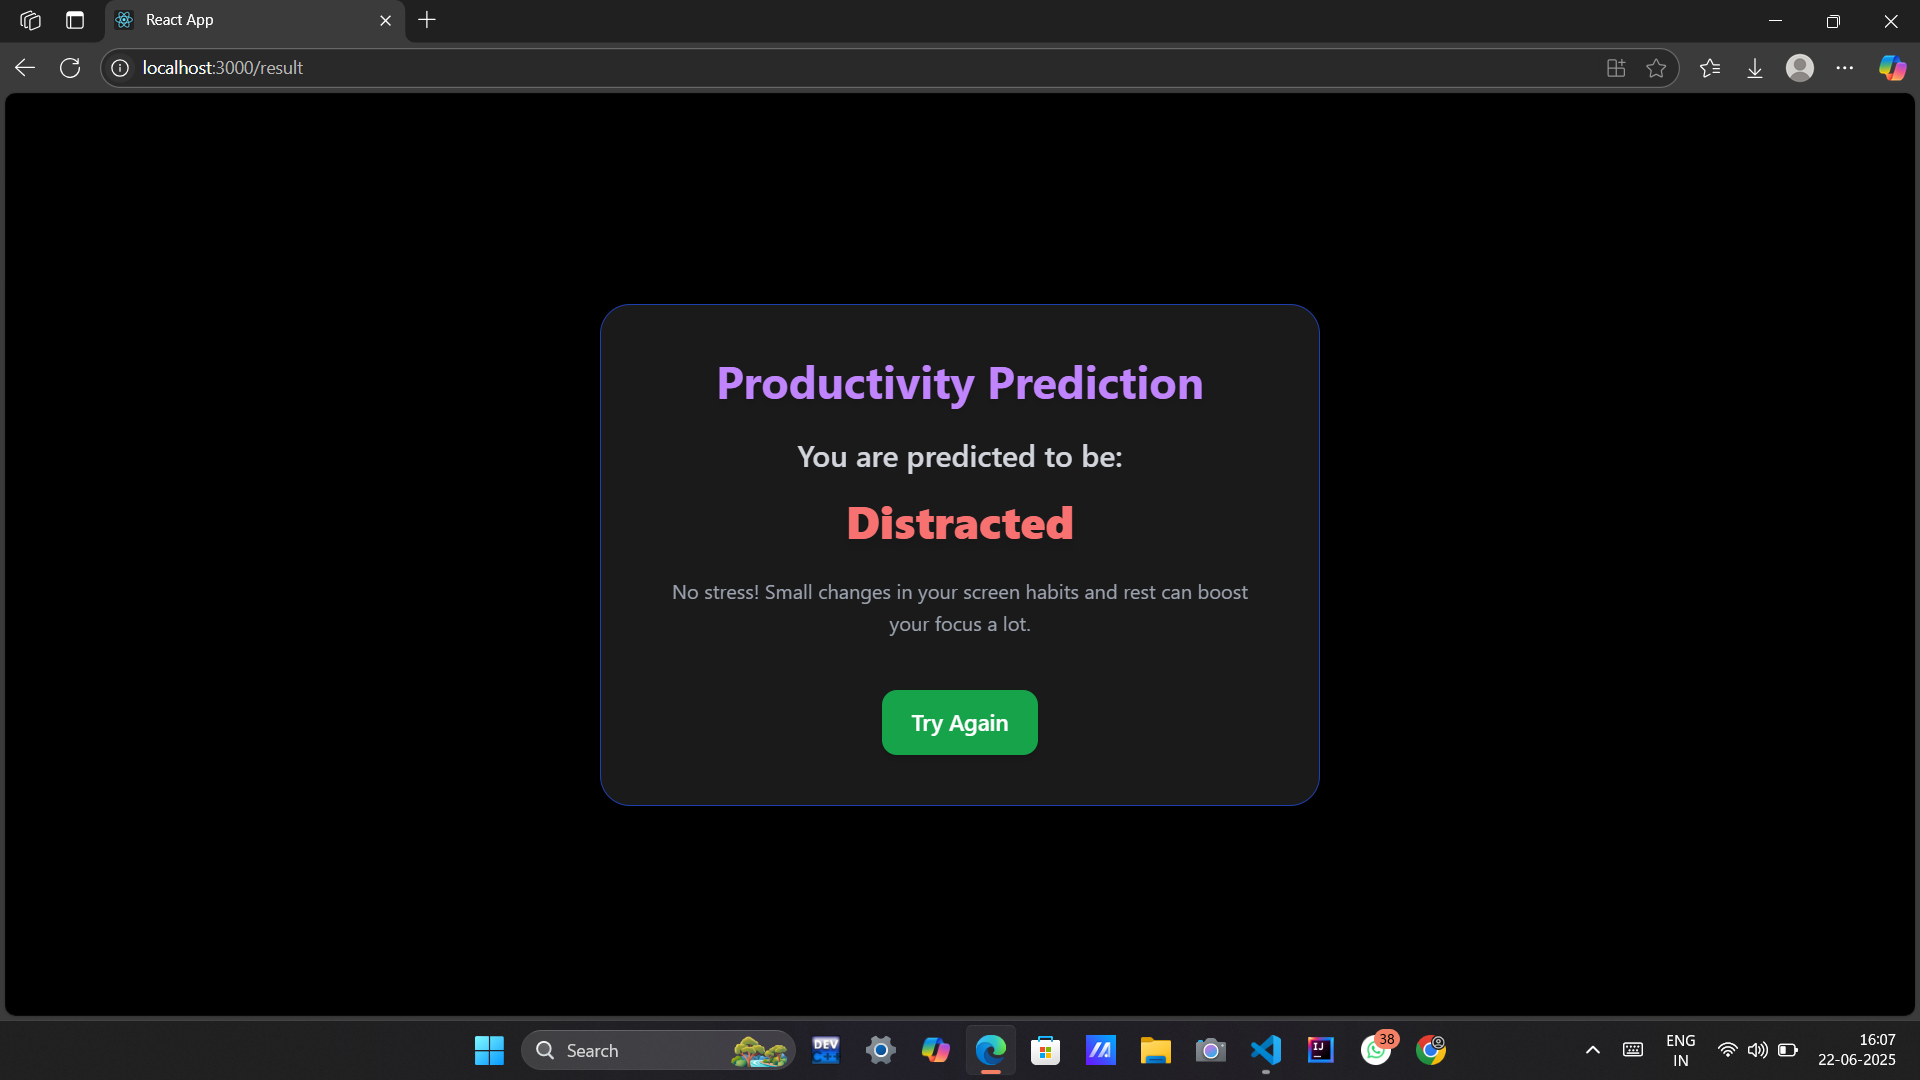 React App
localhost:3000/result
Productivity Prediction
You are predicted to be:
Distracted
No stress! Small changes in your screen habits and rest can boost
your focus a lot.
Try Again
Search
DEV
C++
IJ
38
ENG
IN
16:07
22-06-2025